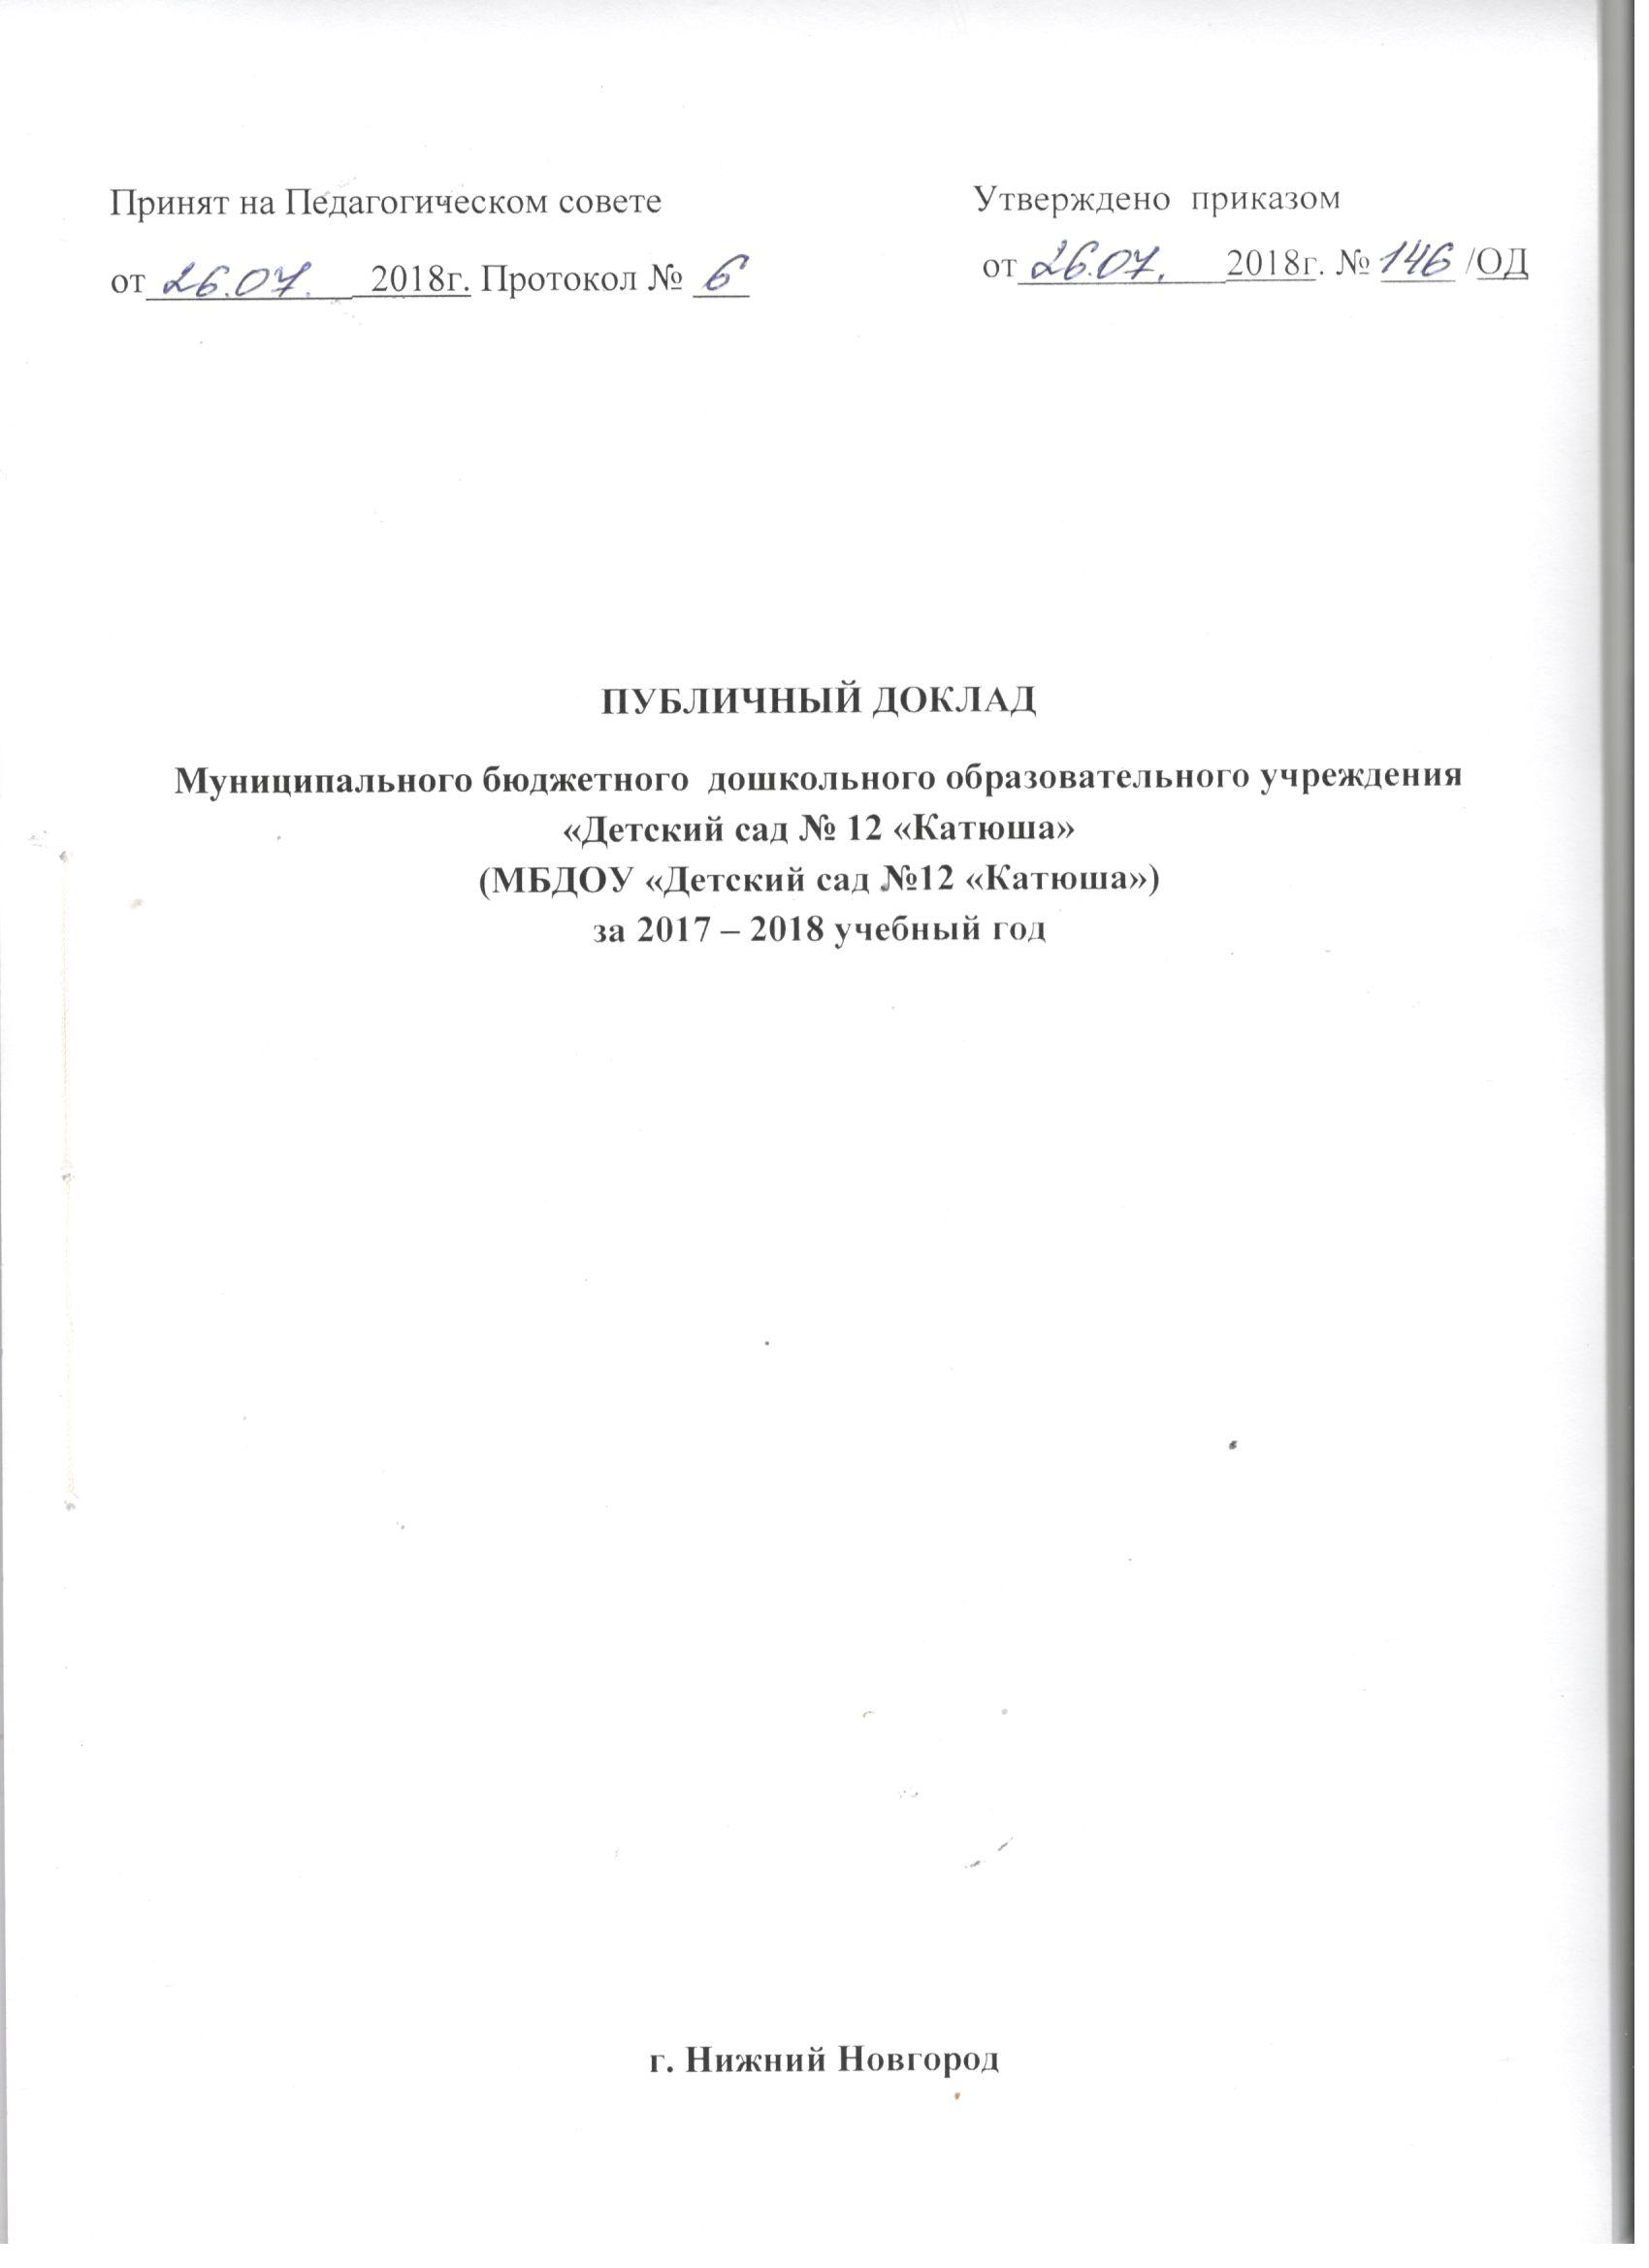 Принят на Педагогическом совете
от 26.07. 2018г. Протокол № 6
Утверждено приказом
от 26.07. 2018г. № 146 /ОД
ПУБЛИЧНЫЙ ДОКЛАД
Муниципального бюджетного дошкольного образовательного учреждения
«Детский сад № 12 «Катюша»
(МБДОУ «Детский сад №12 «Катюша»)
за 2017 – 2018 учебный год
г. Нижний Новгород